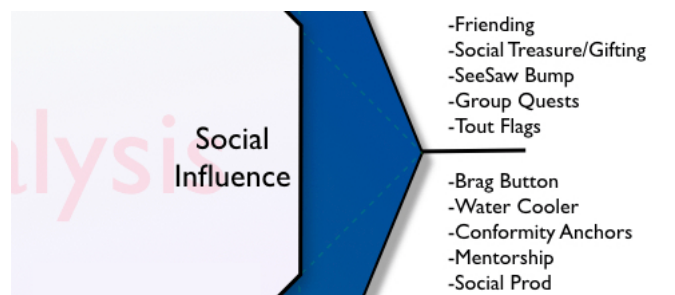 -Friending
-Social Treasure/Gifting
-SeeSaw Bump
-Group Quests
-Tout Flags
alysis
Social
Influence
-Brag Button
-Water Cooler
-Conformity Anchors
-Mentorship
-Social Prod